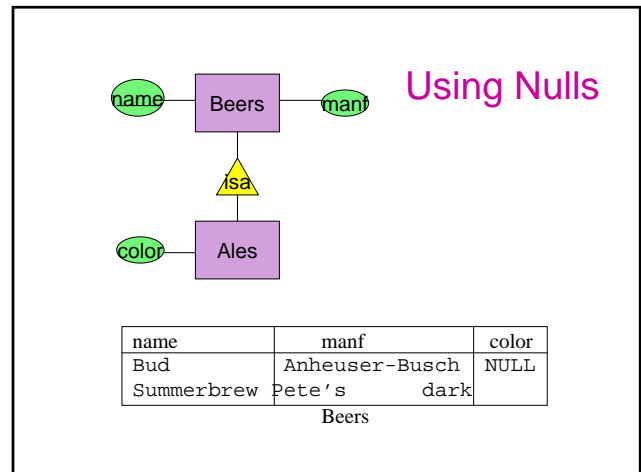 Using Nulls
name Beers manf
isa
color Ales
name manf color
Bud Anheuser-Busch NULL
Summerbrew Pete's dark
Beers